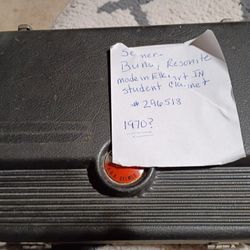 Selmer-
Bundy, Resonite
made in Elkhart IN
student clarinet
# 296518
1970?